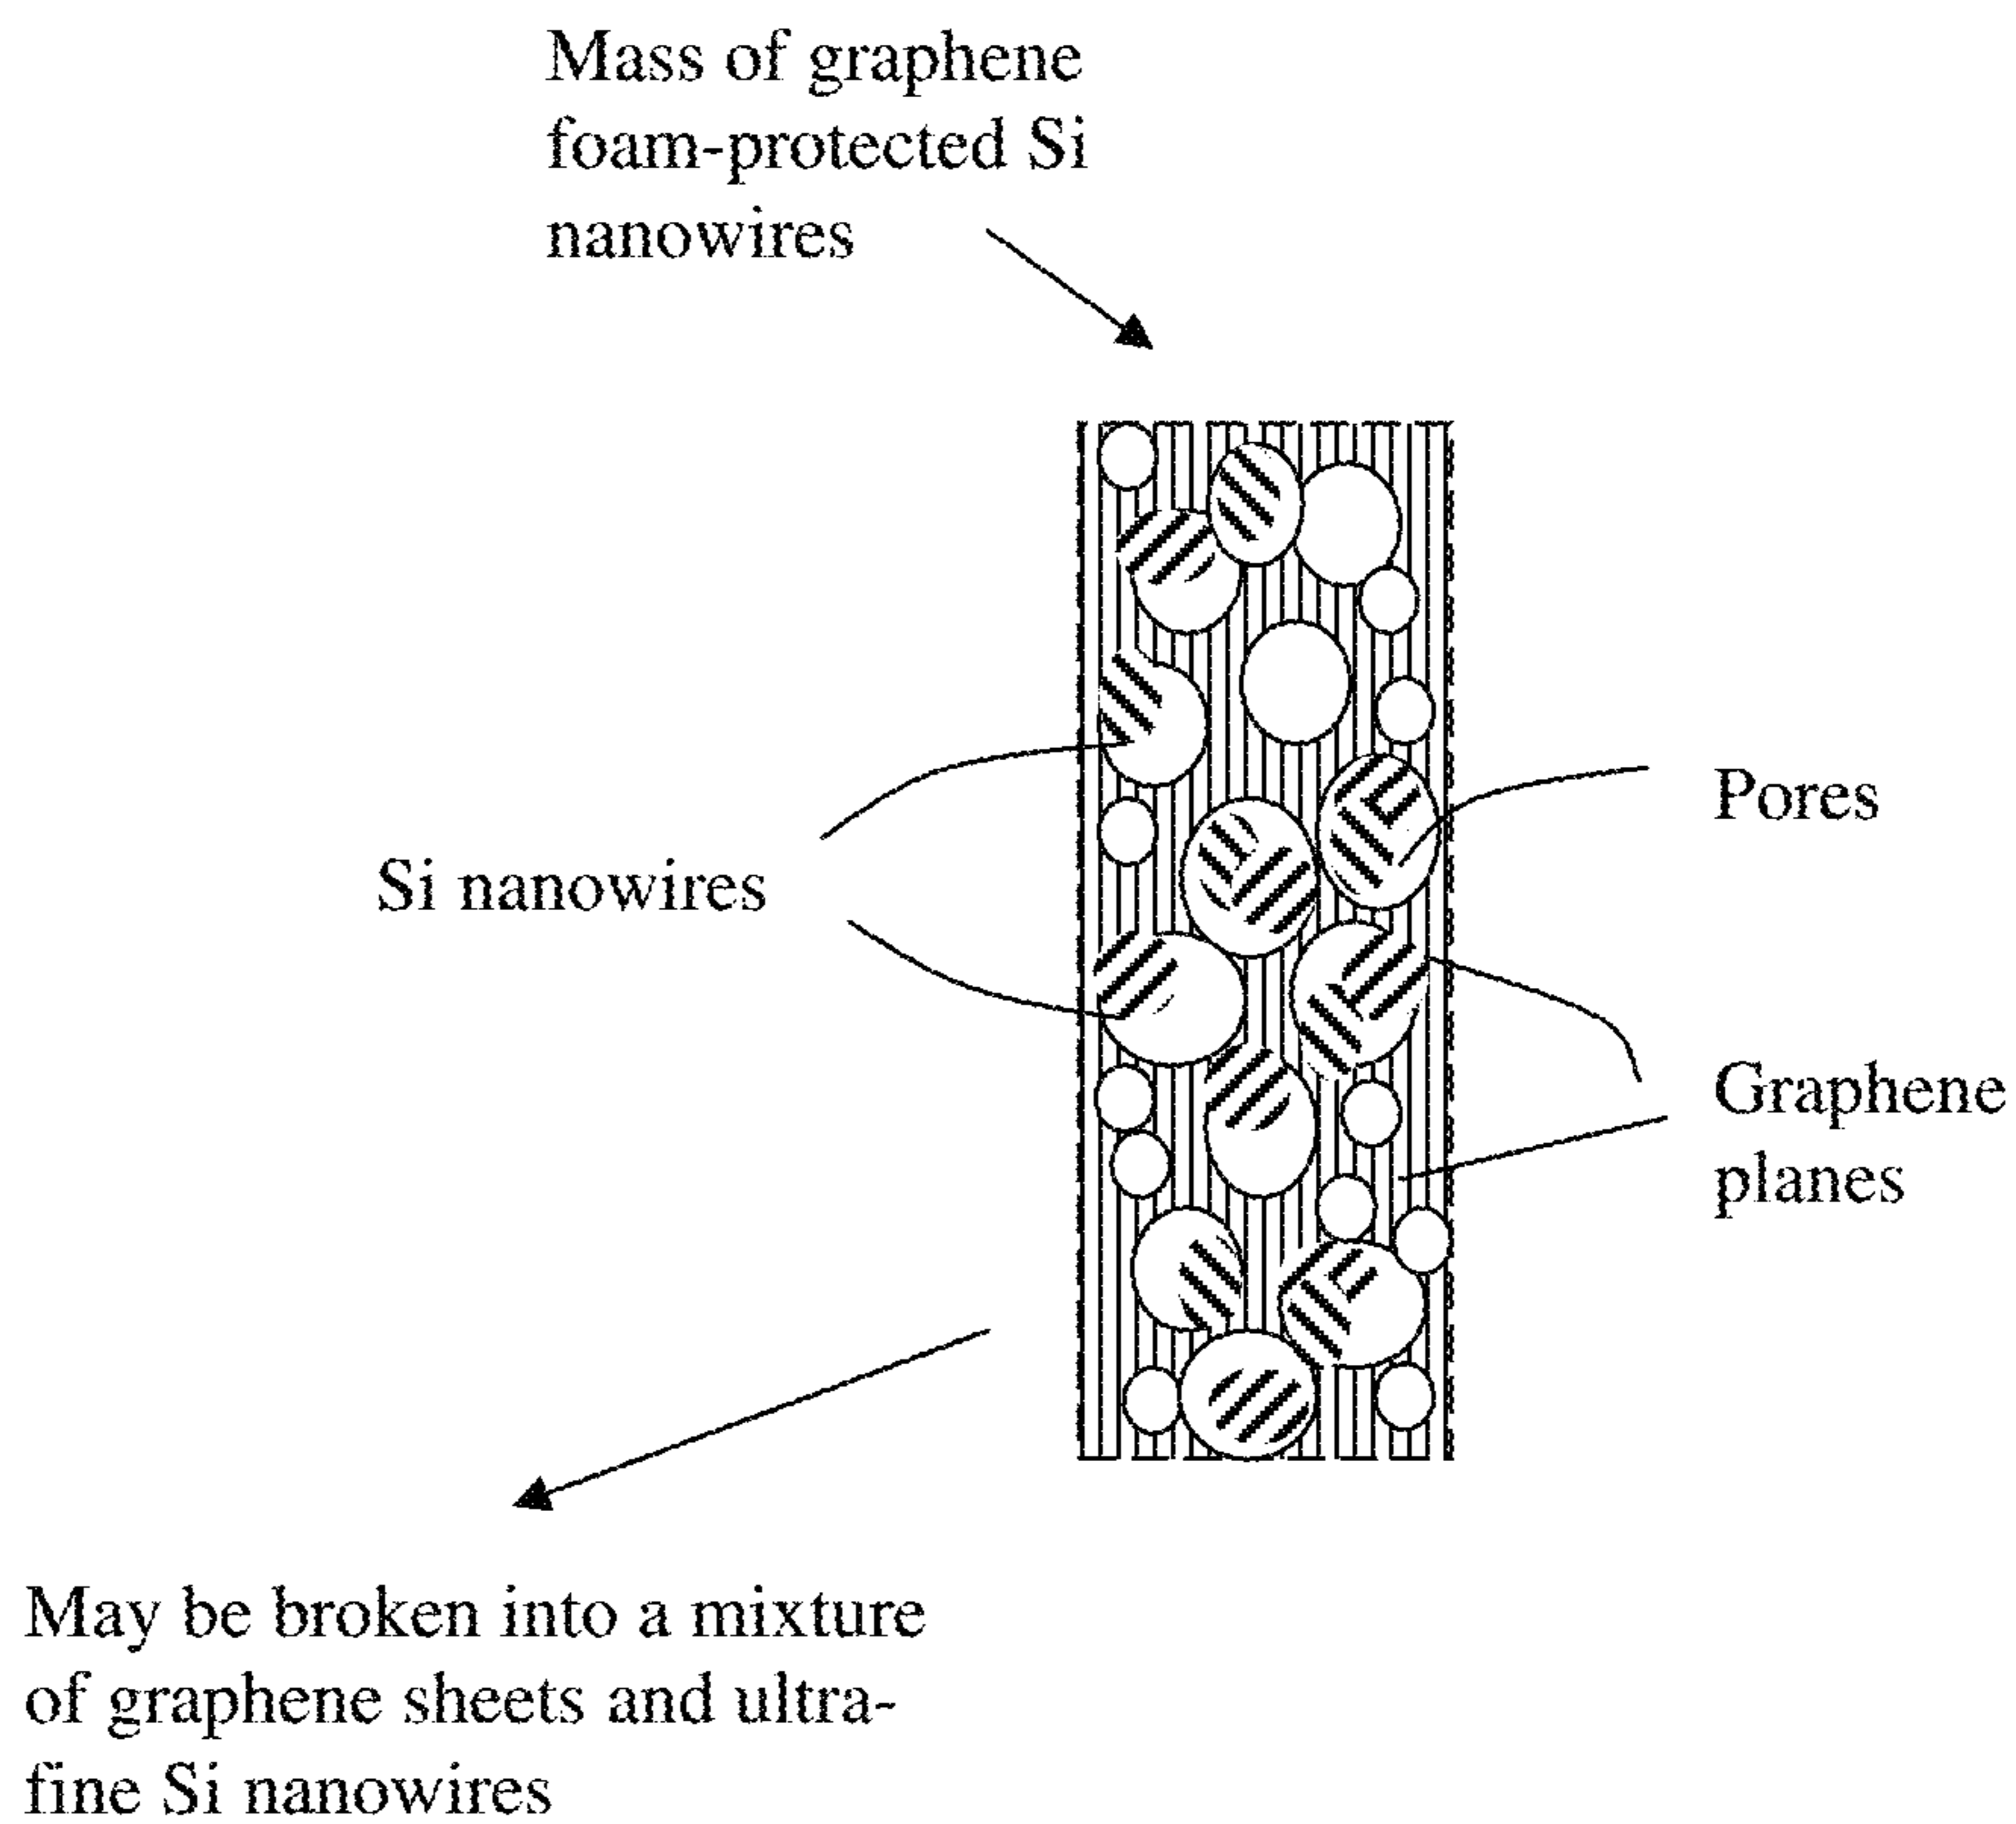 Mass of graphene
foam-protected Si
nanowires
Si nanowires
Pores
Graphene
planes
May be broken into a mixture
of graphene sheets and ultra-
fine Si nanowires